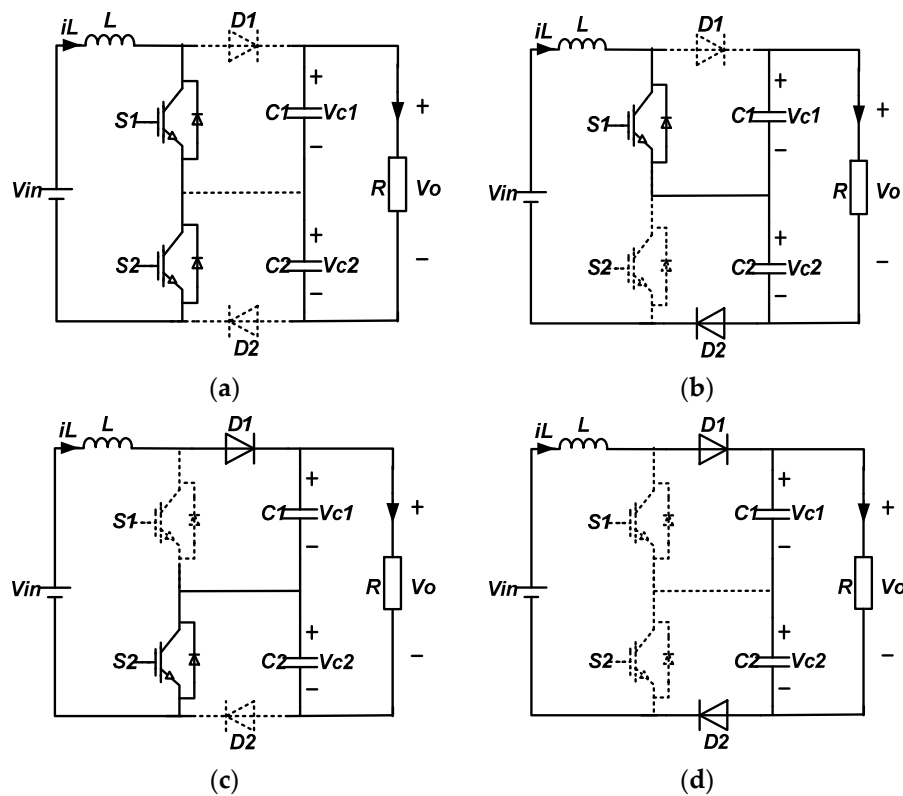 iL L D1
+
+
S1 C1 Vc1
−
Vin R Vo
+
S2 C2 Vc2
−
−
D2
(a)
iL L D1
+
+
S1 C1 Vc1
−
Vin R Vo
+
S2 C2 Vc2
−
−
D2
(b)
iL L D1
+
+
S1 C1 Vc1
−
Vin R Vo
+
S2 C2 Vc2
−
−
D2
(c)
iL L D1
+
+
S1 C1 Vc1
−
Vin R Vo
+
S2 C2 Vc2
−
−
D2
(d)